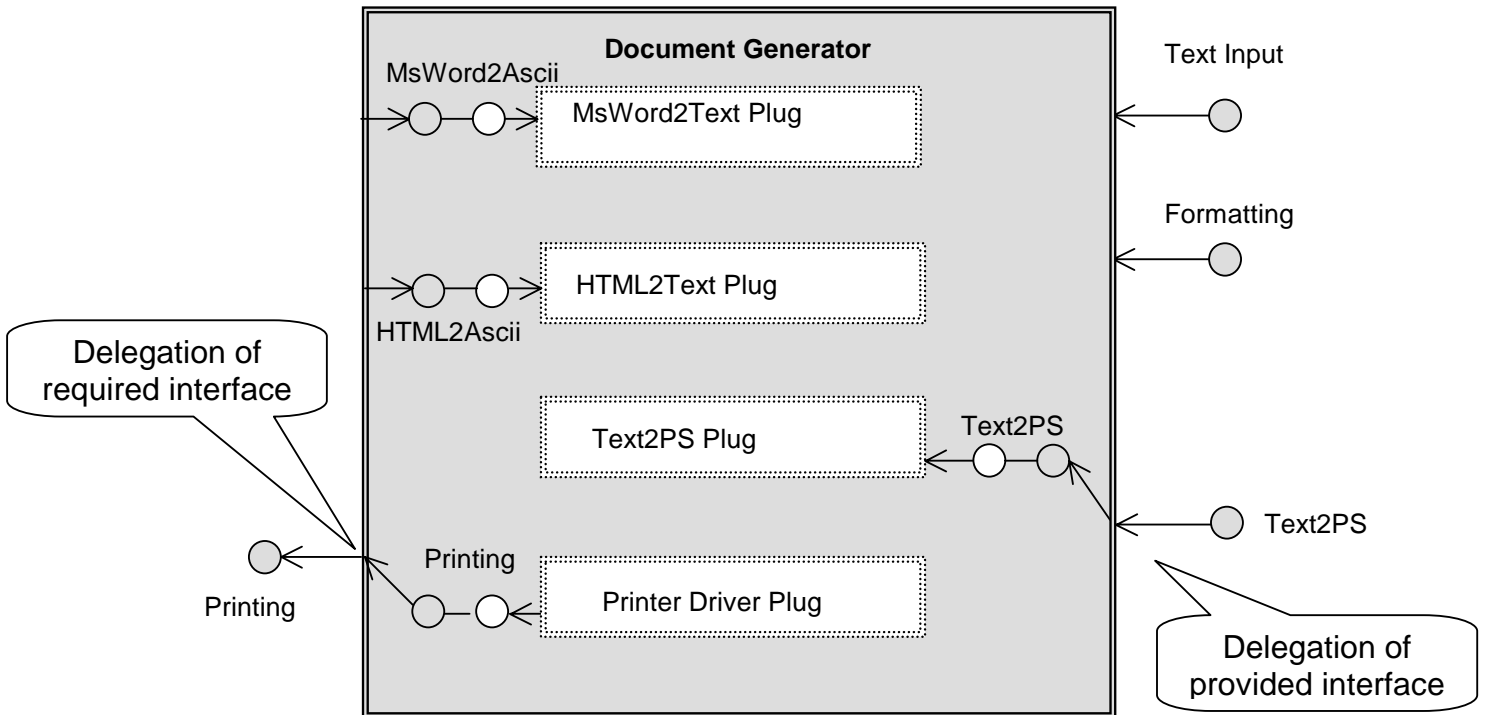 Document Generator
Text Input
MsWord2Ascii
MsWord2Text Plug
Formatting
HTML2Text Plug
HTML2Ascii
Delegation of
required interface
Text2PS Plug
Text2PS
Text2PS
Printing
Printer Driver Plug
Printing
Delegation of
provided interface